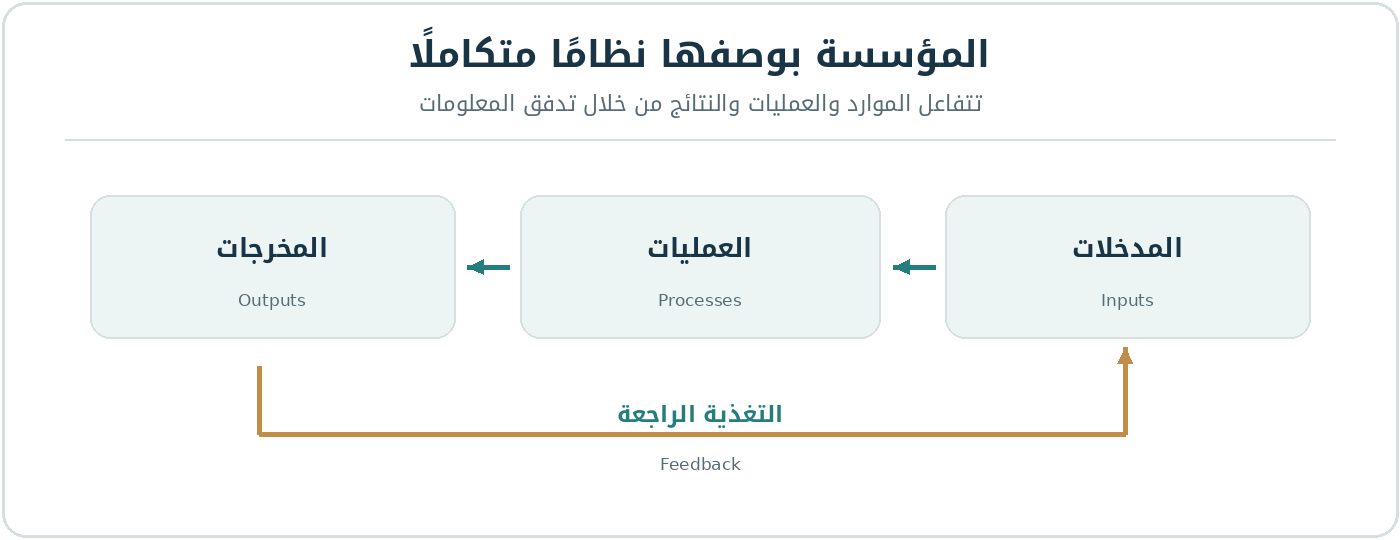 المؤسسة بوصفها نظامًا متكاملًا
تتفاعل الموارد والعمليات والنتائج من خلال تدفق المعلومات
المدخلات
Inputs
العمليات
Processes
المخرجات
Outputs
التغذية الراجعة
Feedback